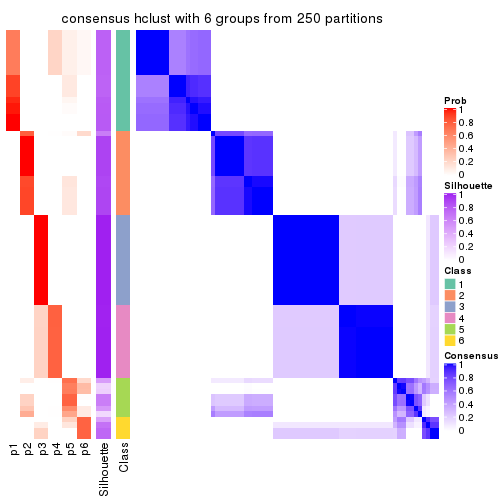 consensus hclust with 6 groups from 250 partitions
Prob
1
0.8
0.6
0.4
0.2
0
Silhouette
1
0.8
0.6
0.4
0.2
0
Class
1
2
3
4
5
6
Consensus
1
0.8
0.6
0.4
0.2
0
p1
p2
p3
p4
p5
p6
Silhouette
Class